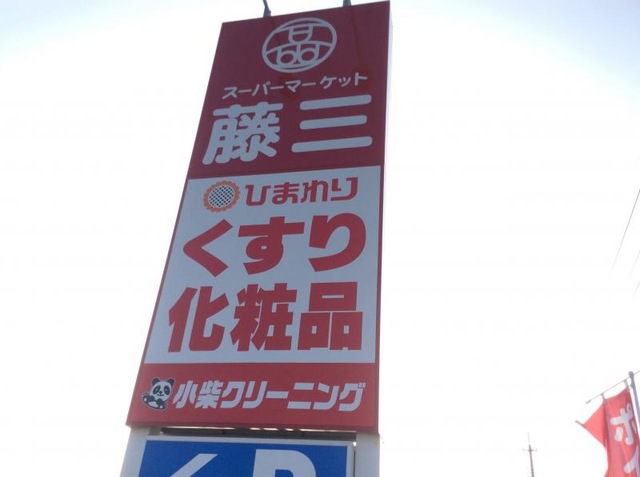 スーパーマーケット
藤三
ひまわり
くすり
化粧品
小柴クリーニング
P